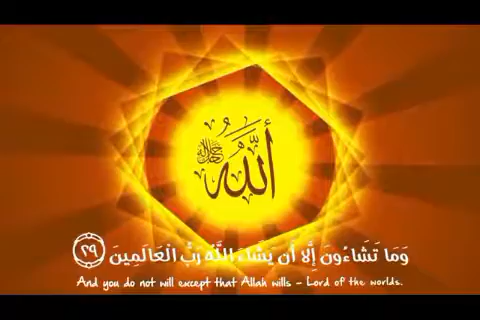 الله
جل جلاله
وَمَا تَشَاءُونَ إِلَّا أَن يَشَاءَ اللَّهُ رَبُّ الْعَالَمِينَ ٢٩
And you do not will except that Allah wills - Lord of the worlds.